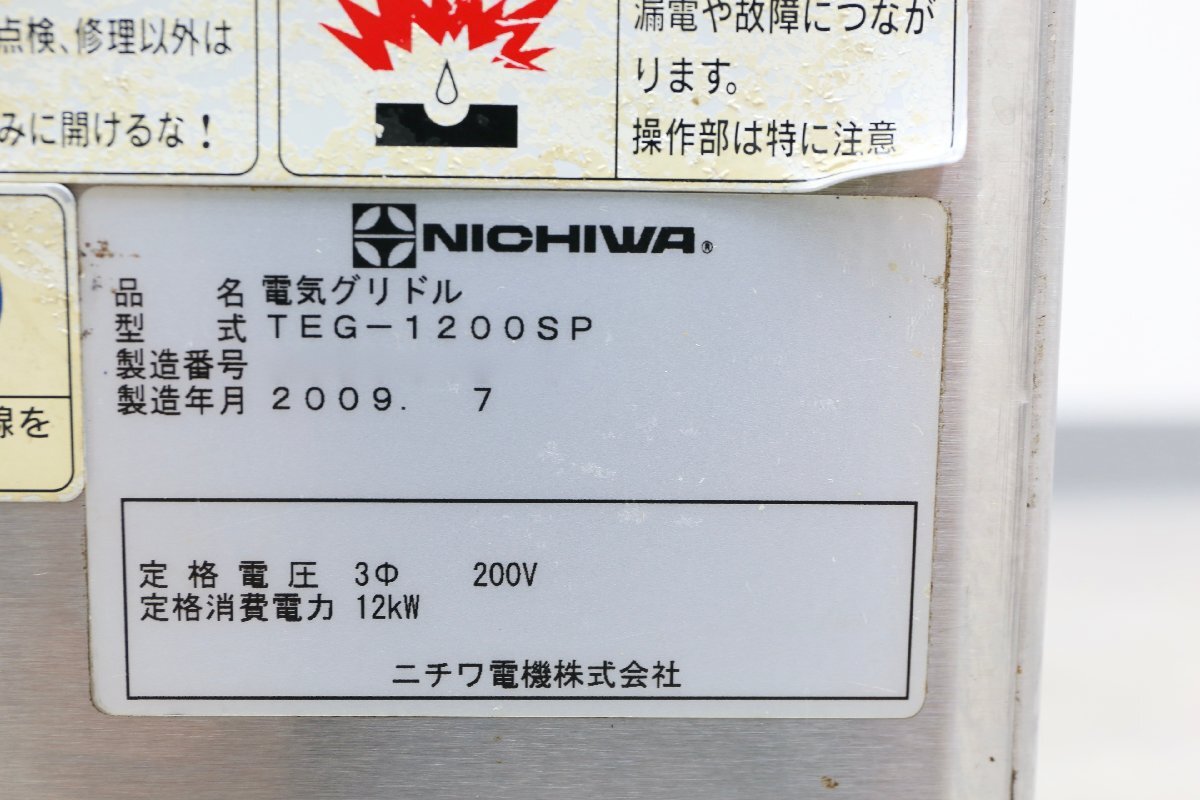 点検、修理以外は
みに開けるな！
漏電や故障につなが
ります。
操作部は特に注意
線を
NICHIWA®
品名 電気グリドル
型式 TEG-1200SP
製造番号
製造年月 2009. 7
定格電圧 3Φ 200V
定格消費電力 12kW
ニチワ電機株式会社